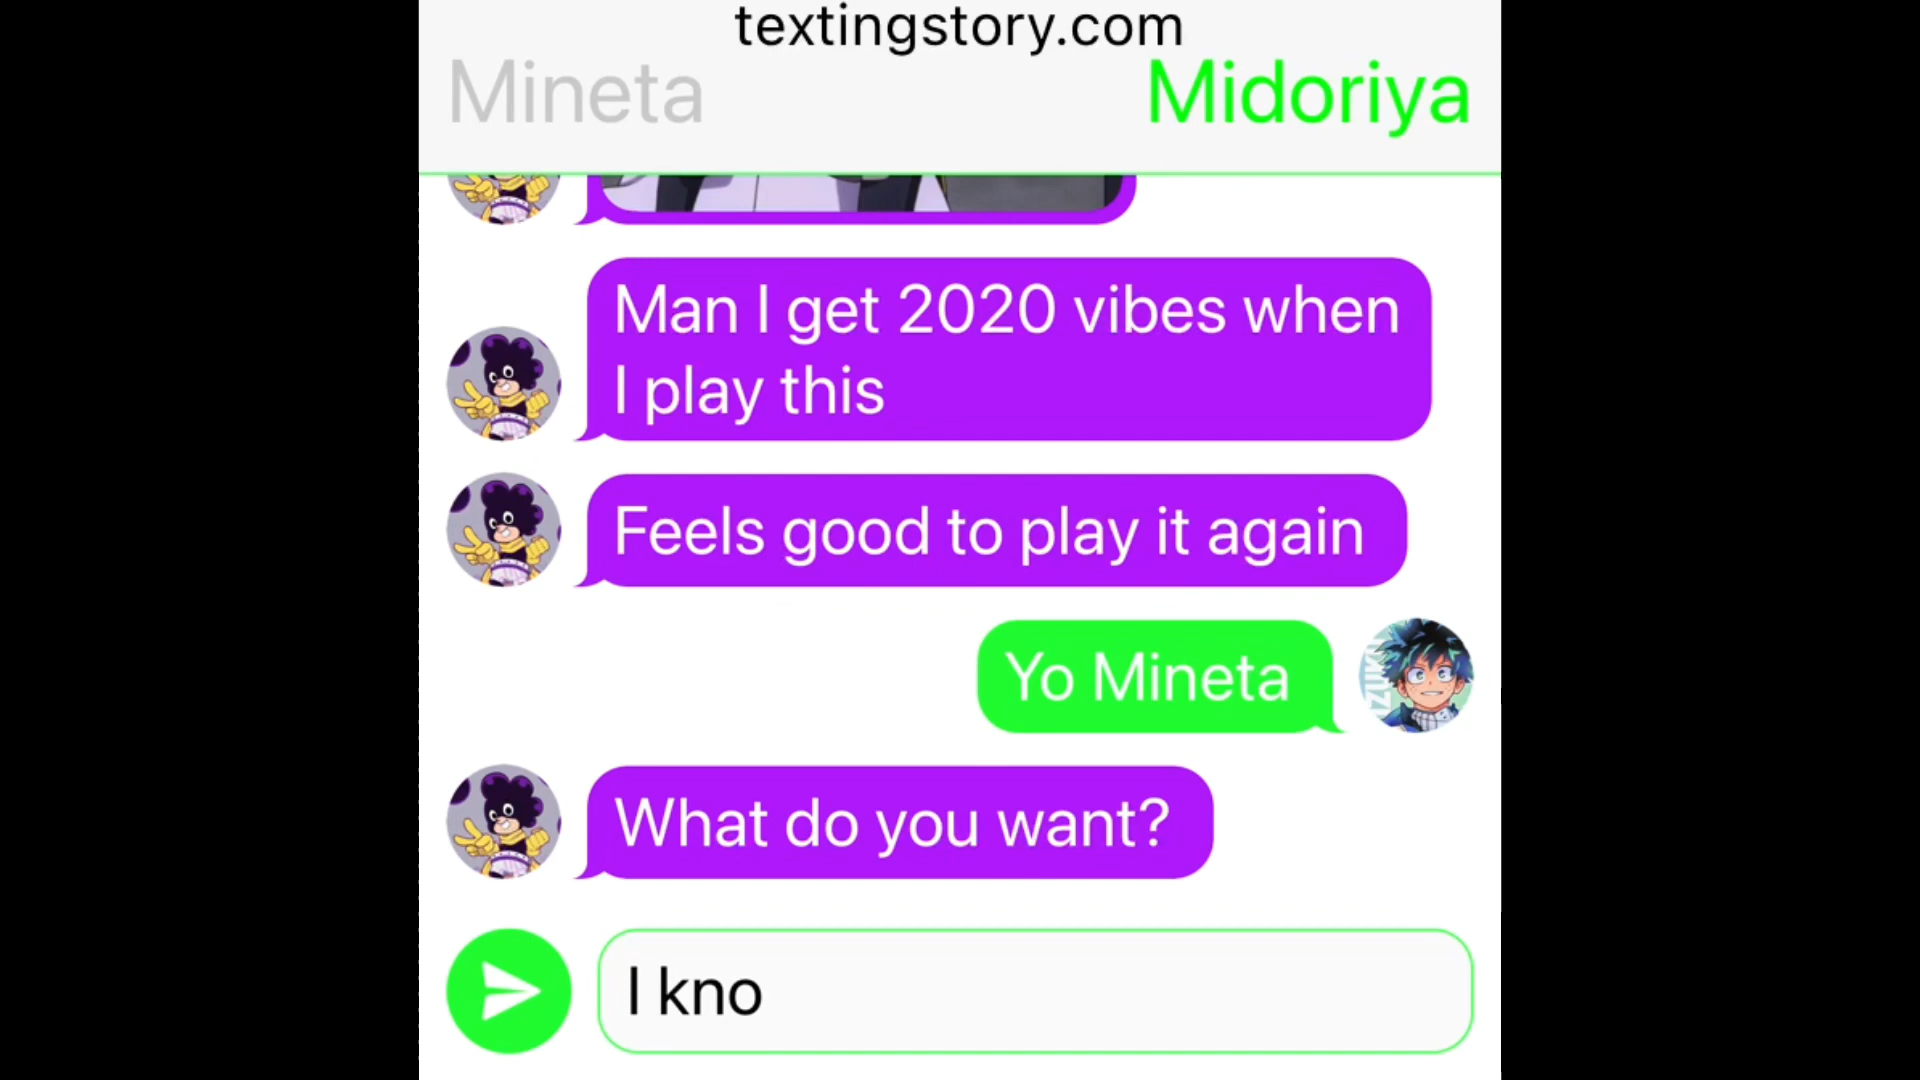 textingstory.com
Mineta
Midoriya
Man I get 2020 vibes when
I play this
Feels good to play it again
Yo Mineta
IZUKU
What do you want?
I kno